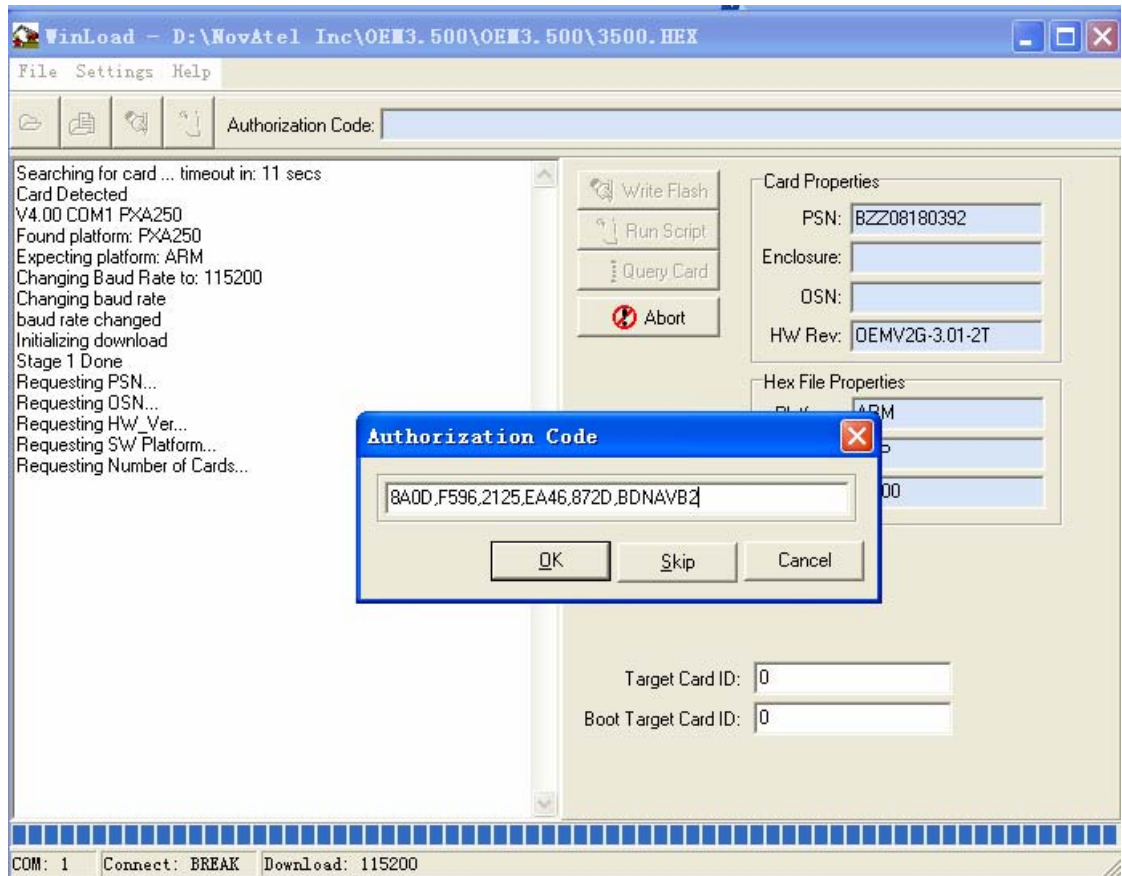 WinLoad - D:\NovAtel Inc\OEM3.500\OEM3.500\3500.HEX
File Settings Help
Authorization Code:
Searching for card ... timeout in: 11 secs
Card Detected
V4.00 COM1 PXA250
Found platform: PXA250
Expecting platform: ARM
Changing Baud Rate to: 115200
Changing baud rate
baud rate changed
Initializing download
Stage 1 Done
Requesting PSN...
Requesting OSN...
Requesting HW_Ver...
Requesting SW Platform...
Requesting Number of Cards...
Write Flash
Run Script
Query Card
Abort
Card Properties
PSN: BZZ08180392
Enclosure:
OSN:
HW Rev: OEMV2G-3.01-2T
Hex File Properties
ARM
Authorization Code
8A0D,F596,2125,EA46,872D,BDNAVB2
OK Skip Cancel
Target Card ID: 0
Boot Target Card ID: 0
COM: 1 Connect: BREAK Download: 115200